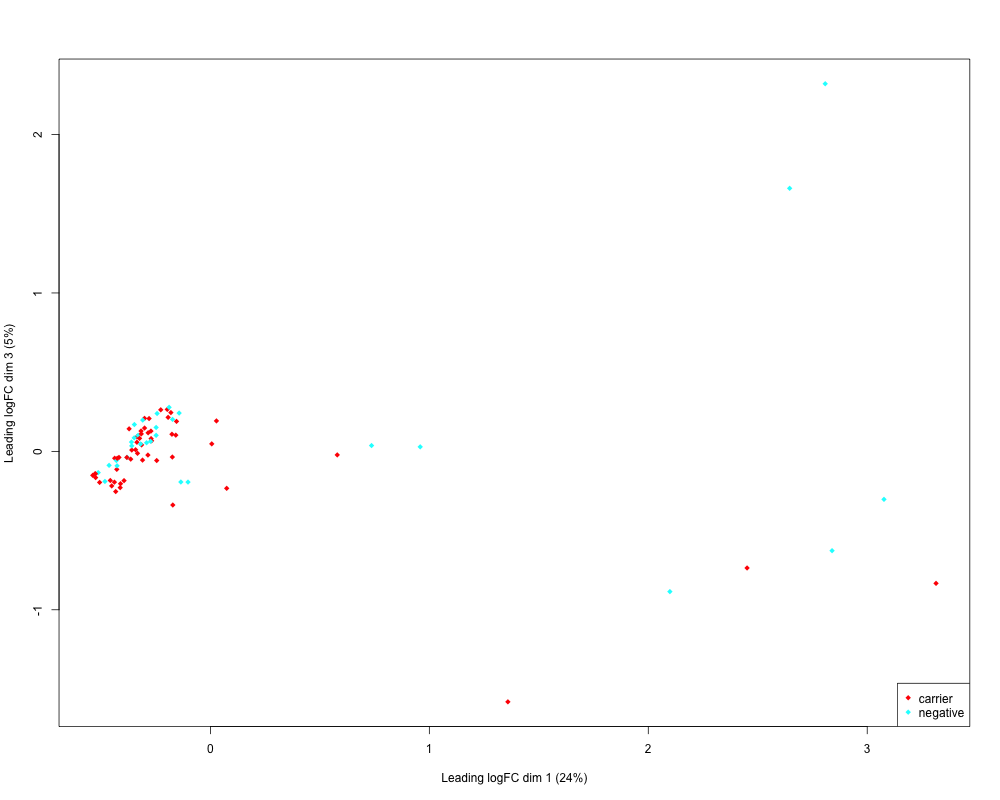 2
1
0
-1
Leading logFC dim 3 (5%)
0
1
2
3
Leading logFC dim 1 (24%)
carrier
negative